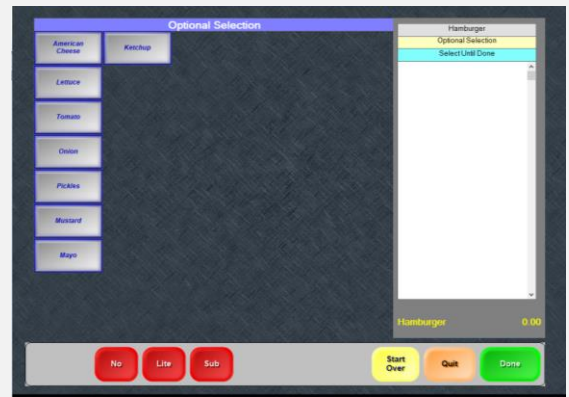 Optional Selection
American
Cheese
Ketchup
Lettuce
Tomato
Onion
Pickles
Mustard
Mayo
Hamburger
Optional Selection
Select Until Done
Hamburger 0.00
No
Lite
Sub
Start
Over
Quit
Done